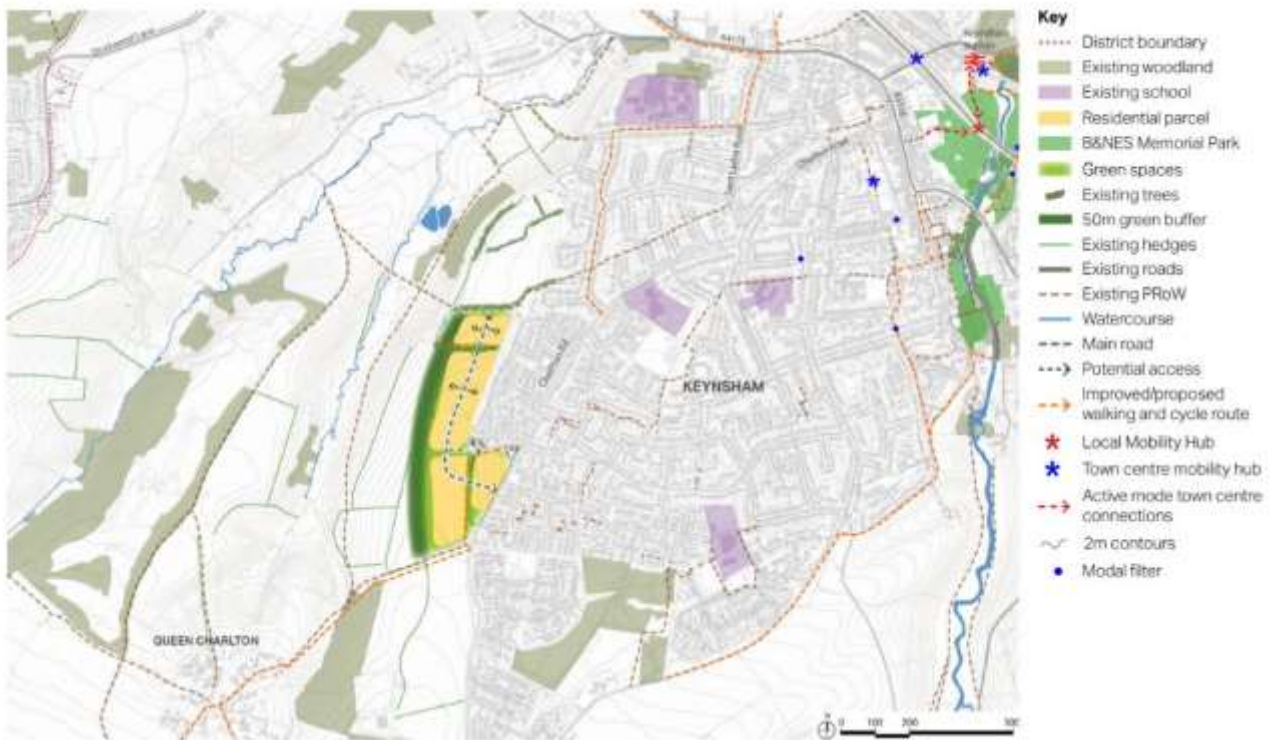 Key
District boundary
Existing woodland
Existing school
Residential parcel
B&NES Memorial Park
Green spaces
Existing trees
50m green buffer
Existing hedges
Existing roads
Existing PRoW
Watercourse
Main road
Potential access
Improved/proposed
walking and cycle route
Local Mobility Hub
Town centre mobility hub
Active mode town centre
connections
2m contours
Modal filter
KEYNSHAM
QUEEN CHARLTON
0 100 200